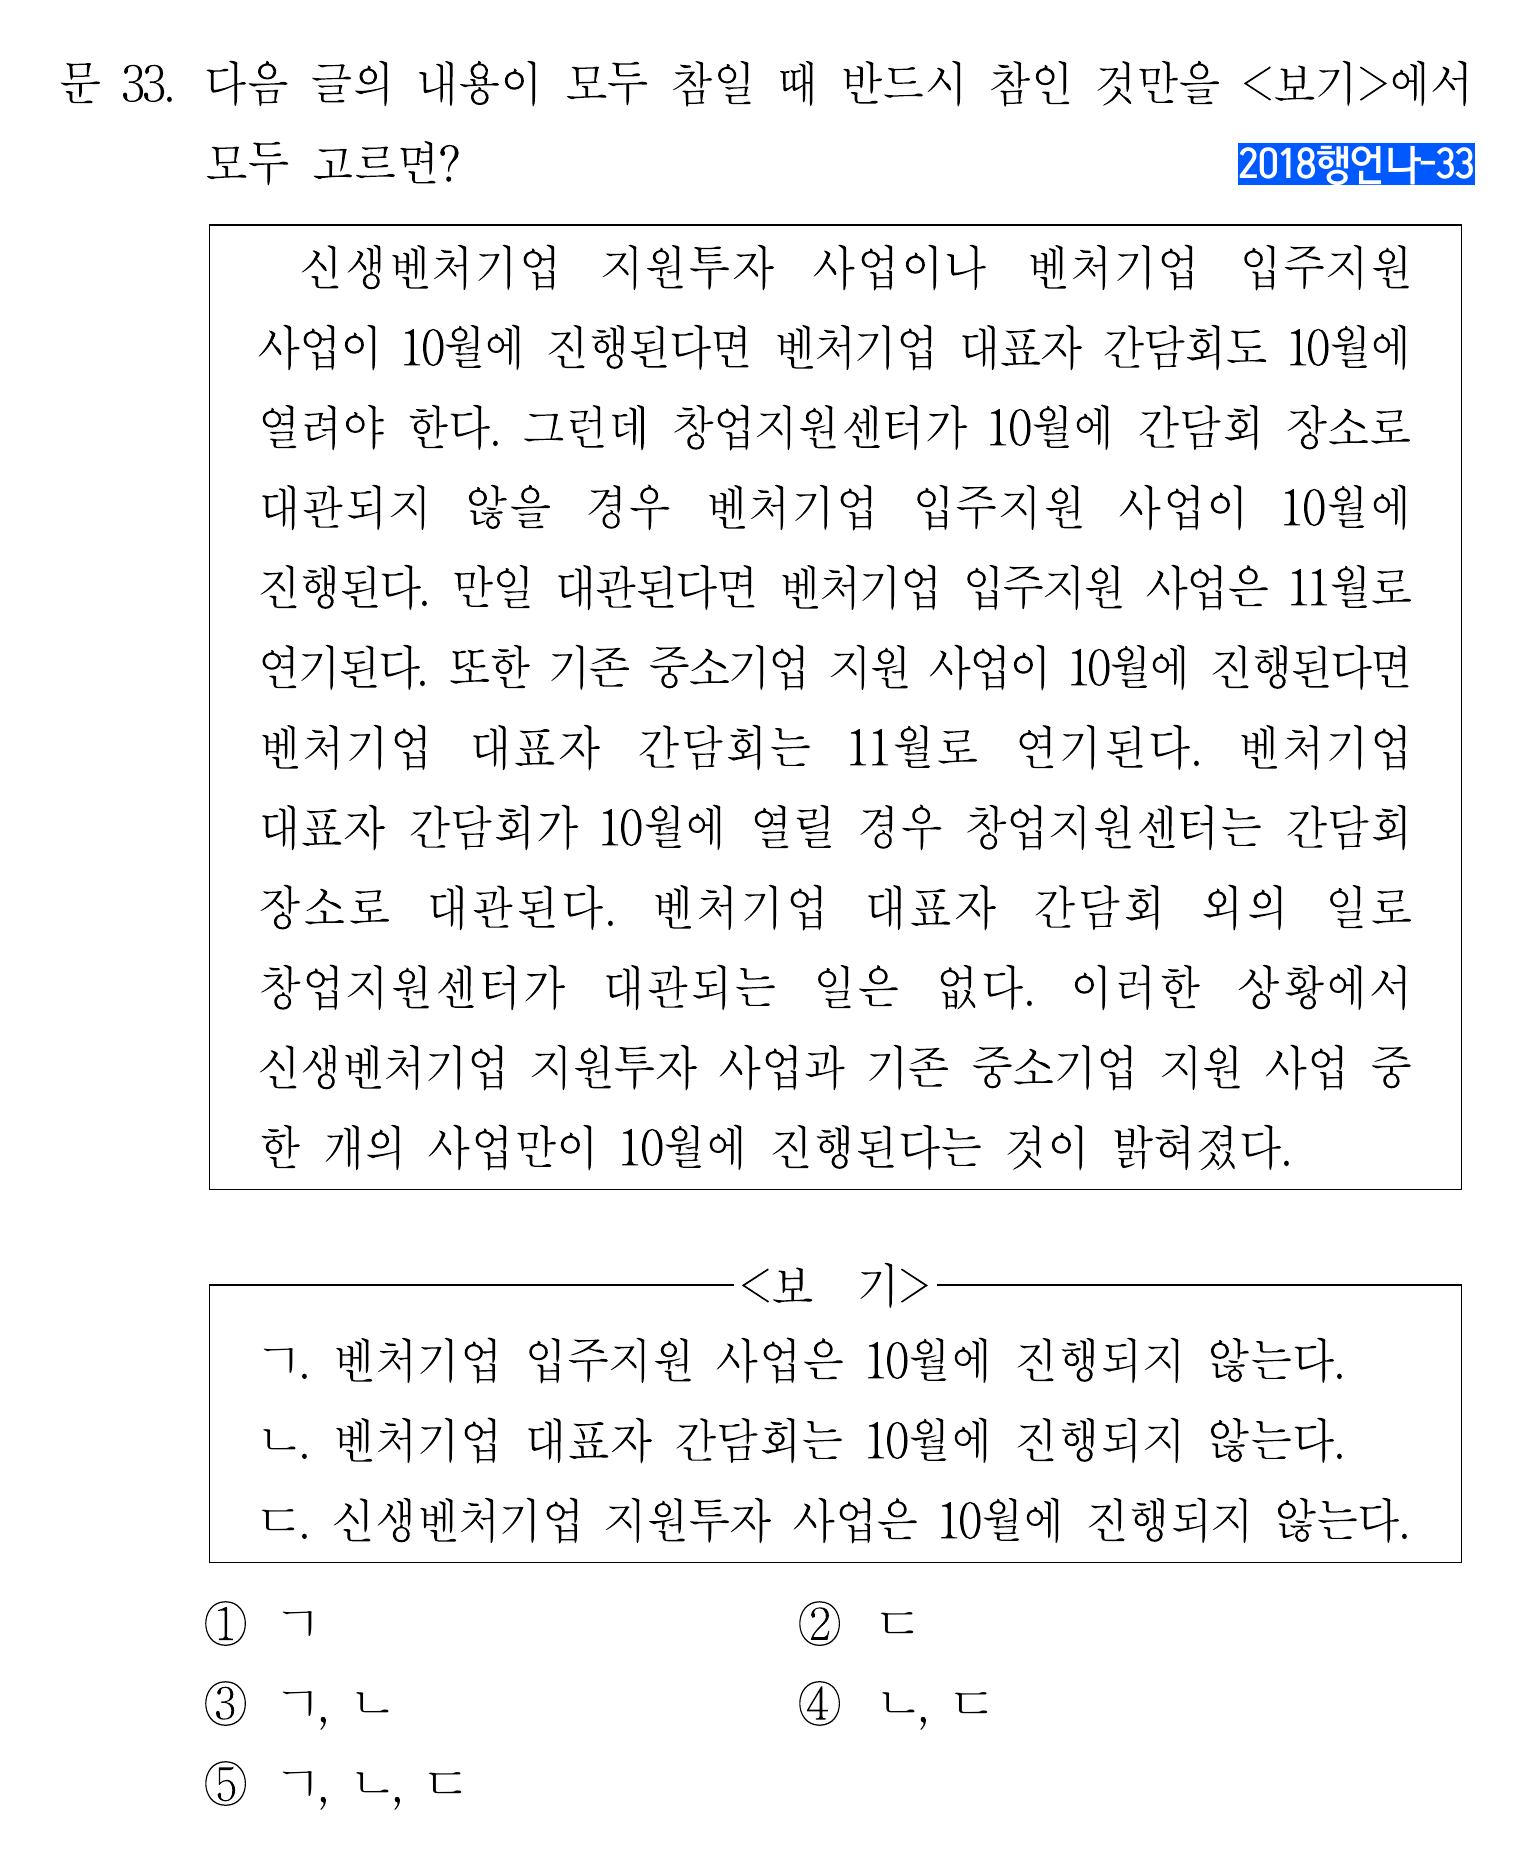 문 33. 다음 글의 내용이 모두 참일 때 반드시 참인 것만을 <보기>에서
모두 고르면?
2018행언나-33
신생벤처기업 지원투자 사업이나 벤처기업 입주지원
사업이 10월에 진행된다면 벤처기업 대표자 간담회도 10월에
열려야 한다. 그런데 창업지원센터가 10월에 간담회 장소로
대관되지 않을 경우 벤처기업 입주지원 사업이 10월에
진행된다. 만일 대관된다면 벤처기업 입주지원 사업은 11월로
연기된다. 또한 기존 중소기업 지원 사업이 10월에 진행된다면
벤처기업 대표자 간담회는 11월로 연기된다. 벤처기업
대표자 간담회가 10월에 열릴 경우 창업지원센터는 간담회
장소로 대관된다. 벤처기업 대표자 간담회 외의 일로
창업지원센터가 대관되는 일은 없다. 이러한 상황에서
신생벤처기업 지원투자 사업과 기존 중소기업 지원 사업 중
한 개의 사업만이 10월에 진행된다는 것이 밝혀졌다.
<보 기>
ㄱ. 벤처기업 입주지원 사업은 10월에 진행되지 않는다.
ㄴ. 벤처기업 대표자 간담회는 10월에 진행되지 않는다.
ㄷ. 신생벤처기업 지원투자 사업은 10월에 진행되지 않는다.
① ㄱ
② ㄷ
③ ㄱ, ㄴ
④ ㄴ, ㄷ
⑤ ㄱ, ㄴ, ㄷ